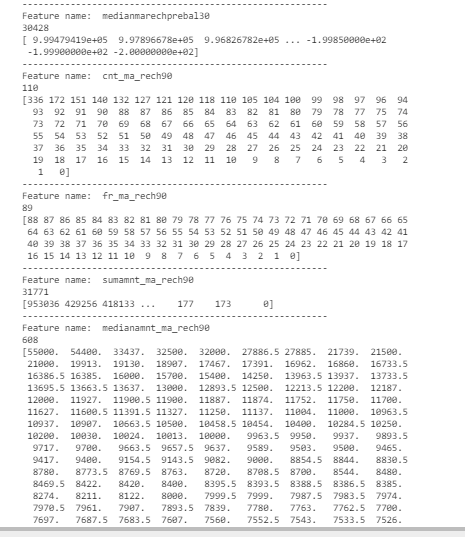 ------------------------------------------------------------
Feature name:  medianmarechprebal30
30428
[ 9.99479419e+05  9.97896678e+05  9.96826782e+05 ... -1.99850000e+02
 -1.99900000e+02 -2.00000000e+02]
------------------------------------------------------------
Feature name:  cnt_ma_rech90
110
[336 172 151 140 132 127 121 120 118 110 105 104 100  99  98  97  96  94
  93  92  91  90  88  87  86  85  84  83  82  81  80  79  78  77  75  74
  73  72  71  70  69  68  67  66  65  64  63  62  61  60  59  58  57  56
  55  54  53  52  51  50  49  48  47  46  45  44  43  42  41  40  39  38
  37  36  35  34  33  32  31  30  29  28  27  26  25  24  23  22  21  20
  19  18  17  16  15  14  13  12  11  10   9   8   7   6   5   4   3   2
   1   0]
------------------------------------------------------------
Feature name:  fr_ma_rech90
89
[88 87 86 85 84 83 82 81 80 79 78 77 76 75 74 73 72 71 70 69 68 67 66 65
 64 63 62 61 60 59 58 57 56 55 54 53 52 51 50 49 48 47 46 45 44 43 42 41
 40 39 38 37 36 35 34 33 32 31 30 29 28 27 26 25 24 23 22 21 20 19 18 17
 16 15 14 13 12 11 10  9  8  7  6  5  4  3  2  1  0]
------------------------------------------------------------
Feature name:  sumamnt_ma_rech90
31771
[953036 429256 418133 ...    177    173      0]
------------------------------------------------------------
Feature name:  medianamnt_ma_rech90
608
[55000.  54400.  33437.  32500.  32000.  27886.5 27885.  21739.  21500.
 21000.  19913.  19130.  18907.  17467.  17391.  16962.  16860.  16733.5
 16386.5 16385.  16000.  15700.  15400.  14250.  13963.5 13937.  13733.5
 13695.5 13663.5 13637.  13000.  12893.5 12500.  12213.5 12200.  12187.
 12000.  11927.  11900.5 11900.  11887.  11874.  11752.  11750.  11700.
 11627.  11600.5 11391.5 11327.  11250.  11137.  11004.  11000.  10963.5
 10937.  10907.  10663.5 10500.  10458.5 10454.  10400.  10284.5 10250.
 10200.  10030.  10024.  10013.  10000.   9963.5  9950.   9937.   9893.5
  9717.   9700.   9663.5  9657.5  9637.   9589.   9503.   9500.   9465.
  9417.   9400.   9154.5  9143.5  9082.   9000.   8854.5  8844.   8830.5
  8780.   8773.5  8769.5  8763.   8720.   8708.5  8700.   8544.   8480.
  8469.5  8422.   8420.   8400.   8395.5  8393.5  8388.5  8386.5  8385.
  8274.   8211.   8122.   8000.   7999.5  7999.   7987.5  7983.5  7974.
  7970.5  7961.   7907.   7893.5  7839.   7780.   7763.   7762.5  7700.
  7697.   7687.5  7683.5  7607.   7560.   7552.5  7543.   7533.5  7526.